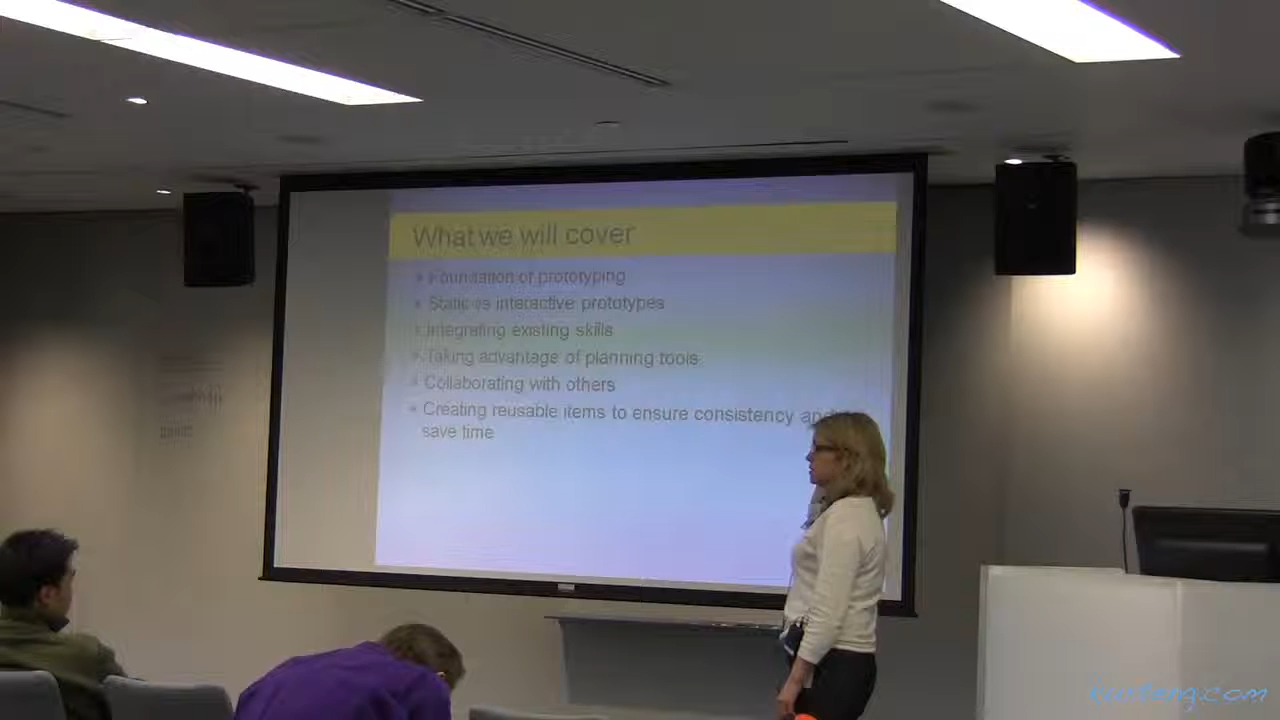 What we will cover
Foundation of prototyping
Static vs interactive prototypes
Integrating existing skills
Taking advantage of planning tools
Collaborating with others
Creating reusable items to ensure consistency and
save time